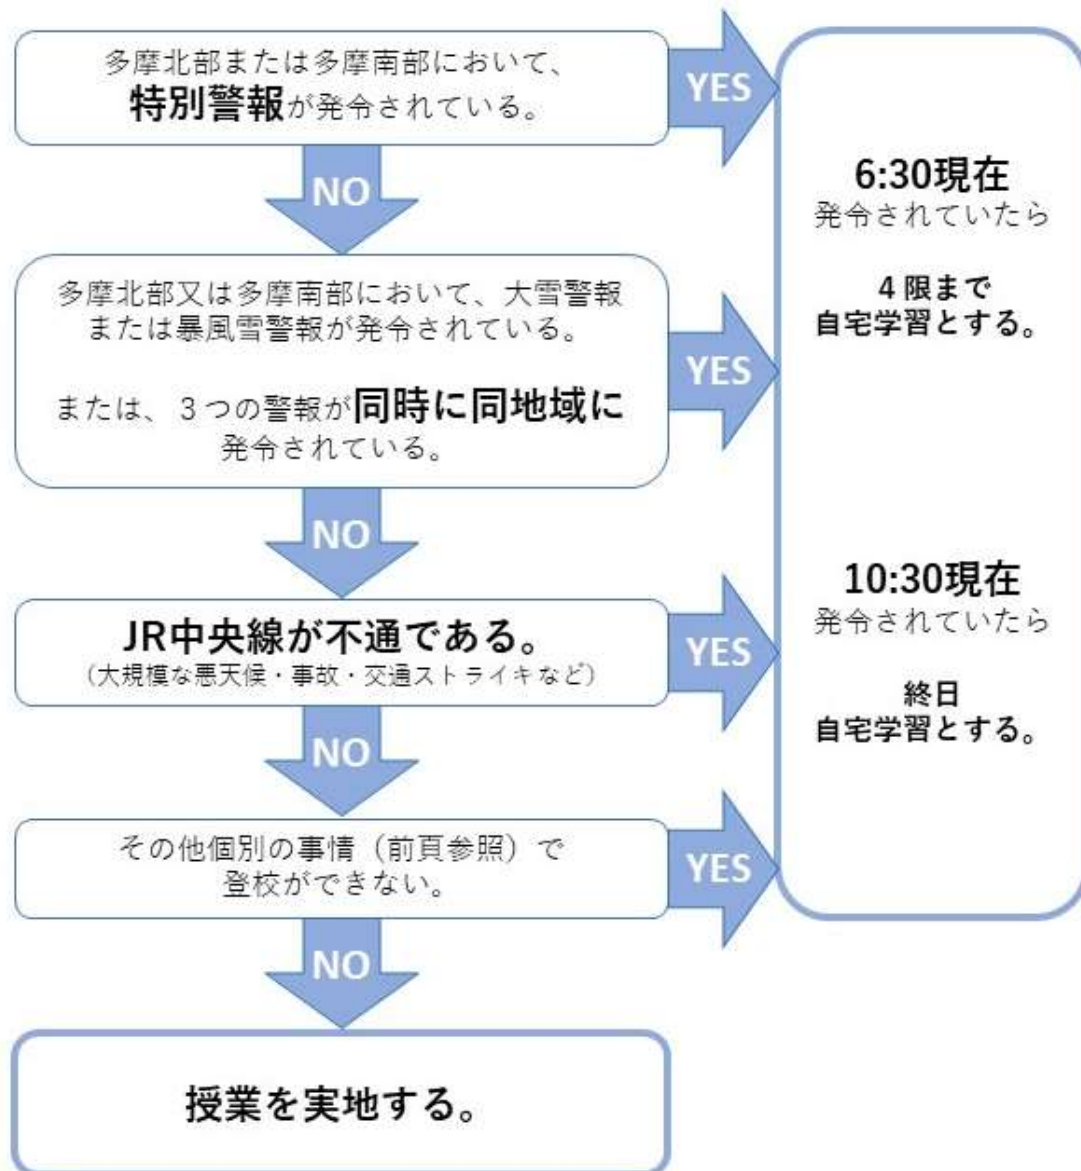 多摩北部または多摩南部において、
特別警報が発令されている。
YES
NO
多摩北部又は多摩南部において、大雪警報
または暴風雪警報が発令されている。
または、３つの警報が同時に同地域に
発令されている。
YES
NO
JR中央線が不通である。
（大規模な悪天候・事故・交通ストライキなど）
YES
NO
その他個別の事情（前頁参照）で
登校ができない。
YES
NO
授業を実地する。
6:30現在
発令されていたら
４限まで
自宅学習とする。
10:30現在
発令されていたら
終日
自宅学習とする。